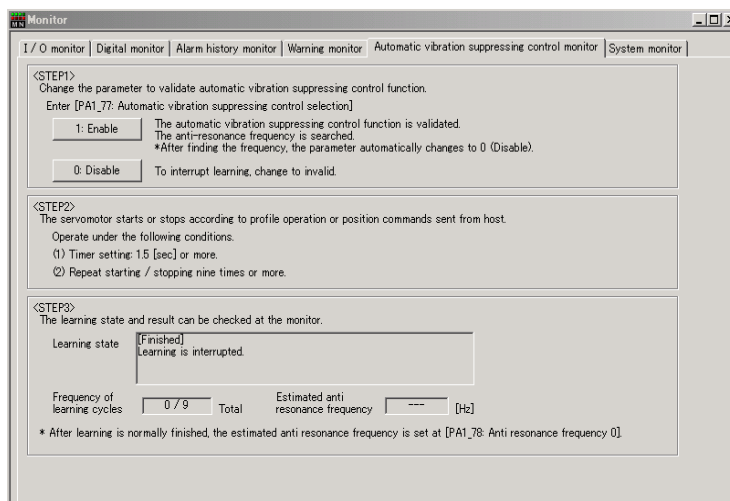 MN Monitor
I / O monitor | Digital monitor | Alarm history monitor | Warning monitor | Automatic vibration suppressing control monitor | System monitor
<STEP1>
Change the parameter to validate automatic vibration suppressing control function.
Enter [PA1_77: Automatic vibration suppressing control selection]
1: Enable
The automatic vibration suppressing control function is validated.
The anti-resonance frequency is searched.
*After finding the frequency, the parameter automatically changes to 0 (Disable).
0: Disable
To interrupt learning, change to invalid.
<STEP2>
The servomotor starts or stops according to profile operation or position commands sent from host.
Operate under the following conditions.
(1) Timer setting: 1.5 [sec] or more.
(2) Repeat starting / stopping nine times or more.
<STEP3>
The learning state and result can be checked at the monitor.
Learning state
[Finished]
Learning is interrupted.
Frequency of
learning cycles
0 / 9 Total
Estimated anti
resonance frequency
--- [Hz]
* After learning is normally finished, the estimated anti resonance frequency is set at [PA1_78: Anti resonance frequency 0].